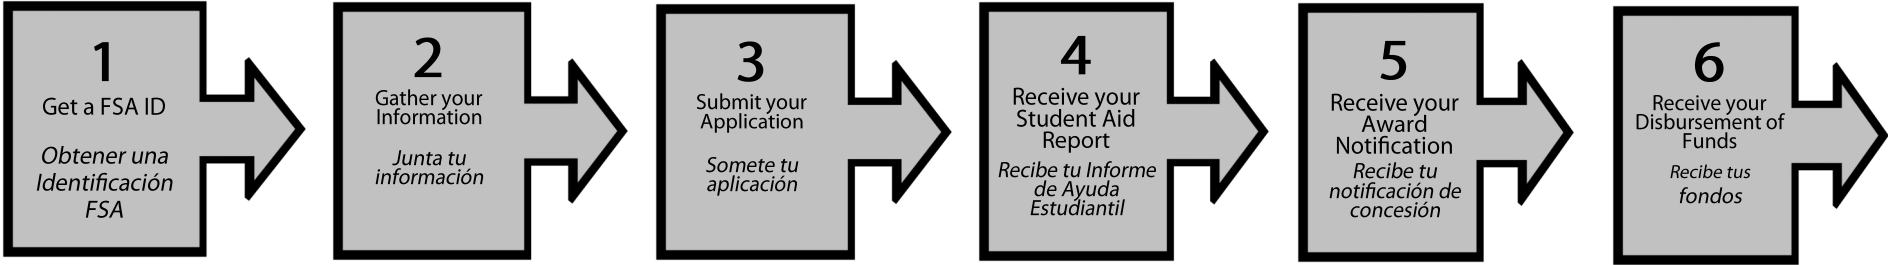 1
Get a FSA ID
Obtener una
Identificación
FSA
2
Gather your
Information
Junta tu
información
3
Submit your
Application
Somete tu
aplicación
4
Receive your
Student Aid
Report
Recibe tu Informe
de Ayuda
Estudiantil
5
Receive your
Award
Notification
Recibe tu
notificación de
concesión
6
Receive your
Disbursement of
Funds
Recibe tus
fondos